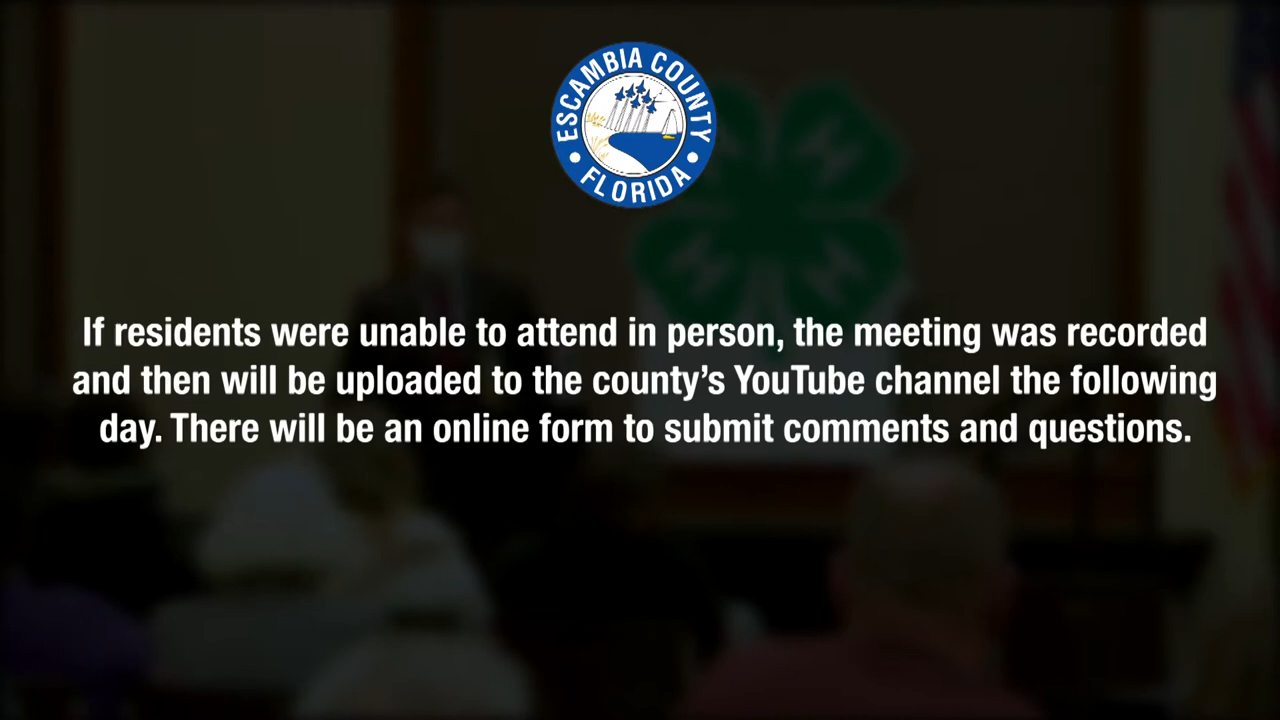 ESCAMBIA COUNTY
FLORIDA
If residents were unable to attend in person, the meeting was recorded
and then will be uploaded to the county’s YouTube channel the following
day. There will be an online form to submit comments and questions.